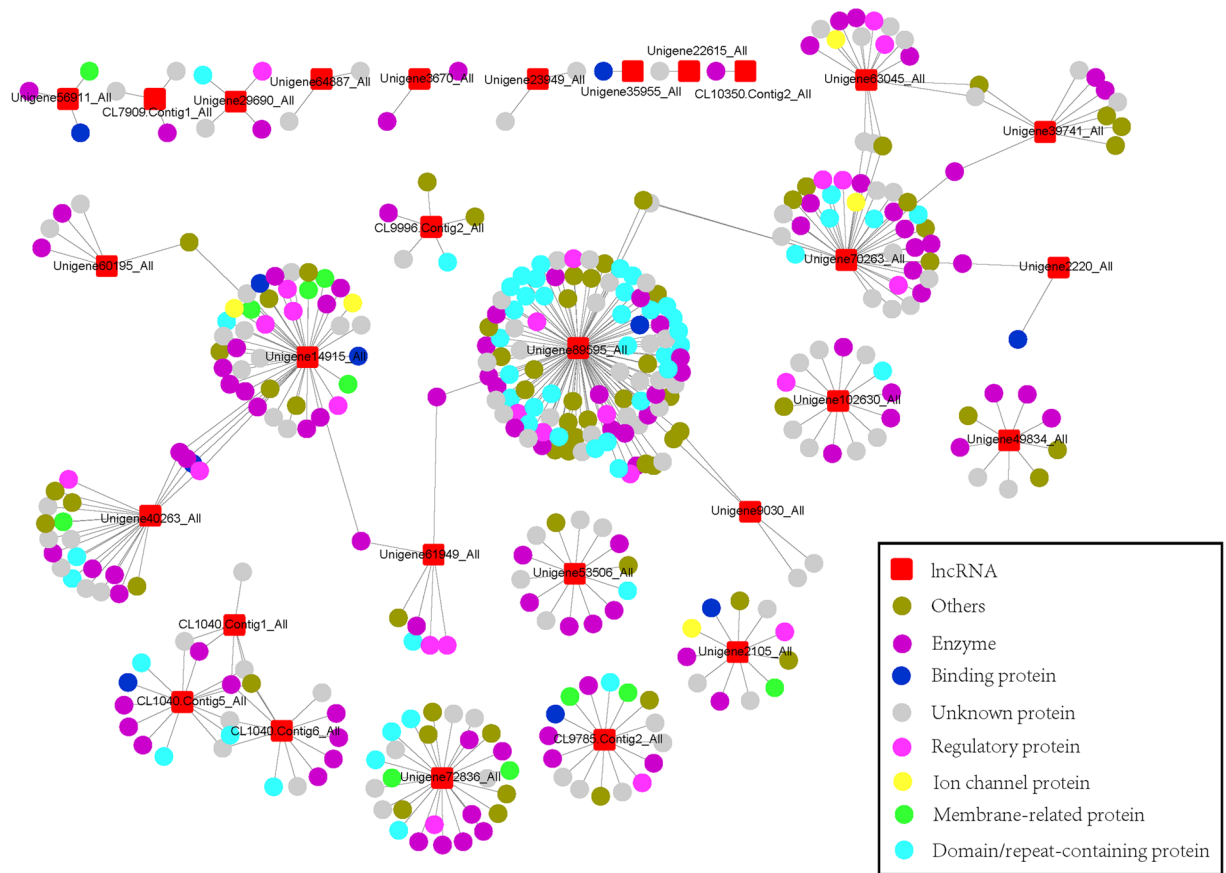 Unigene22615_All
Unigene63045_All
Unigene64887_All
Unigene3670_All
Unigene23949_All
Unigene35955_All
CL10350.Contig2_All
Unigene56911_All
CL7909.Contig1_All
Unigene29690_All
Unigene39741_All
CL9996.Contig2_All
Unigene60195_All
Unigene70263_All
Unigene2220_All
Unigene14915_All
Unigene89595_All
Unigene102630_All
Unigene49834_All
Unigene40263_All
Unigene9030_All
Unigene61949_All
Unigene53506_All
CL1040.Contig1_All
Unigene2105_All
CL1040.Contig5_All
CL1040.Contig6_All
CL9785.Contig2_All
Unigene72836_All
lncRNA
Others
Enzyme
Binding protein
Unknown protein
Regulatory protein
Ion channel protein
Membrane-related protein
Domain/repeat-containing protein